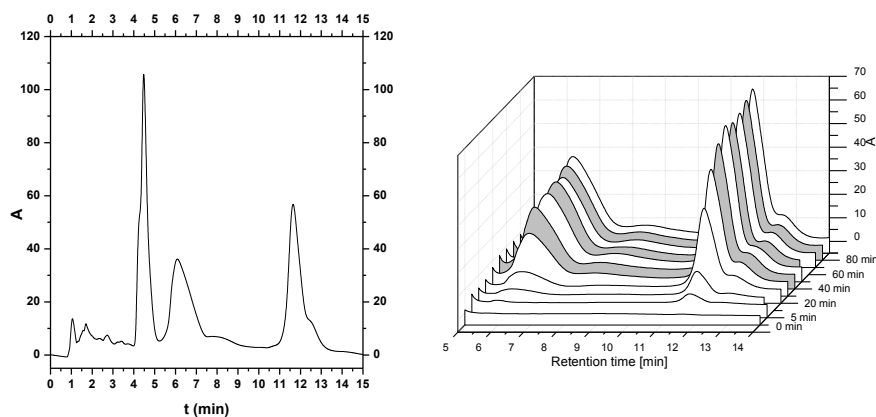 0 1 2 3 4 5 6 7 8 9 10 11 12 13 14 15
120 120
100 100
80 80
60 60
40 40
20 20
0 0
A
0 1 2 3 4 5 6 7 8 9 10 11 12 13 14 15
t (min)
70
60
50
40
30
20
10
0
A
80 min
60 min
40 min
20 min
5 min
0 min
5 6 7 8 9 10 11 12 13 14
Retention time [min]